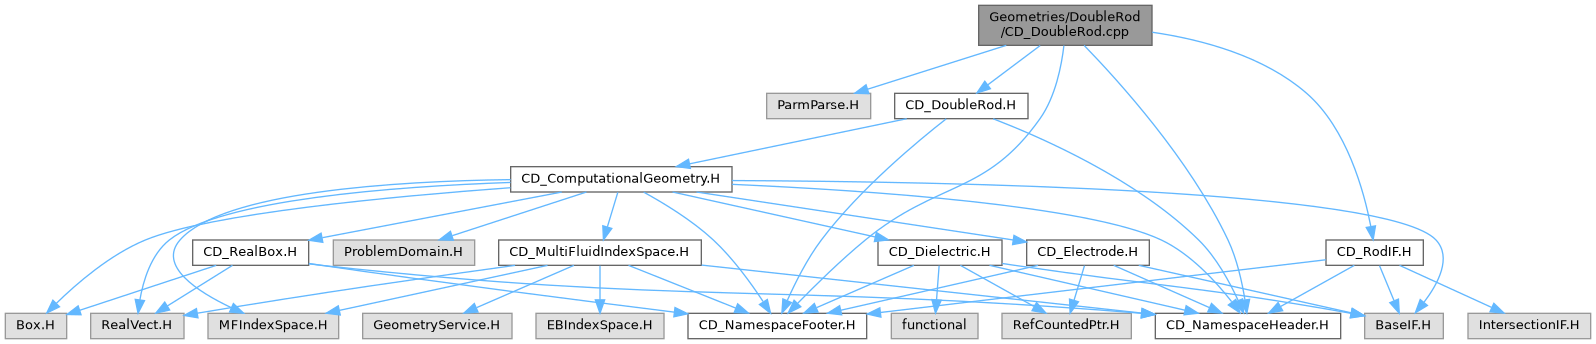 Geometries/DoubleRod
/CD_DoubleRod.cpp
ParmParse.H
CD_DoubleRod.H
CD_ComputationalGeometry.H
CD_RealBox.H
ProblemDomain.H
CD_MultiFluidIndexSpace.H
CD_Dielectric.H
CD_Electrode.H
CD_RodIF.H
Box.H
RealVect.H
MFIndexSpace.H
GeometryService.H
EBIndexSpace.H
CD_NamespaceFooter.H
functional
RefCountedPtr.H
CD_NamespaceHeader.H
BaseIF.H
IntersectionIF.H